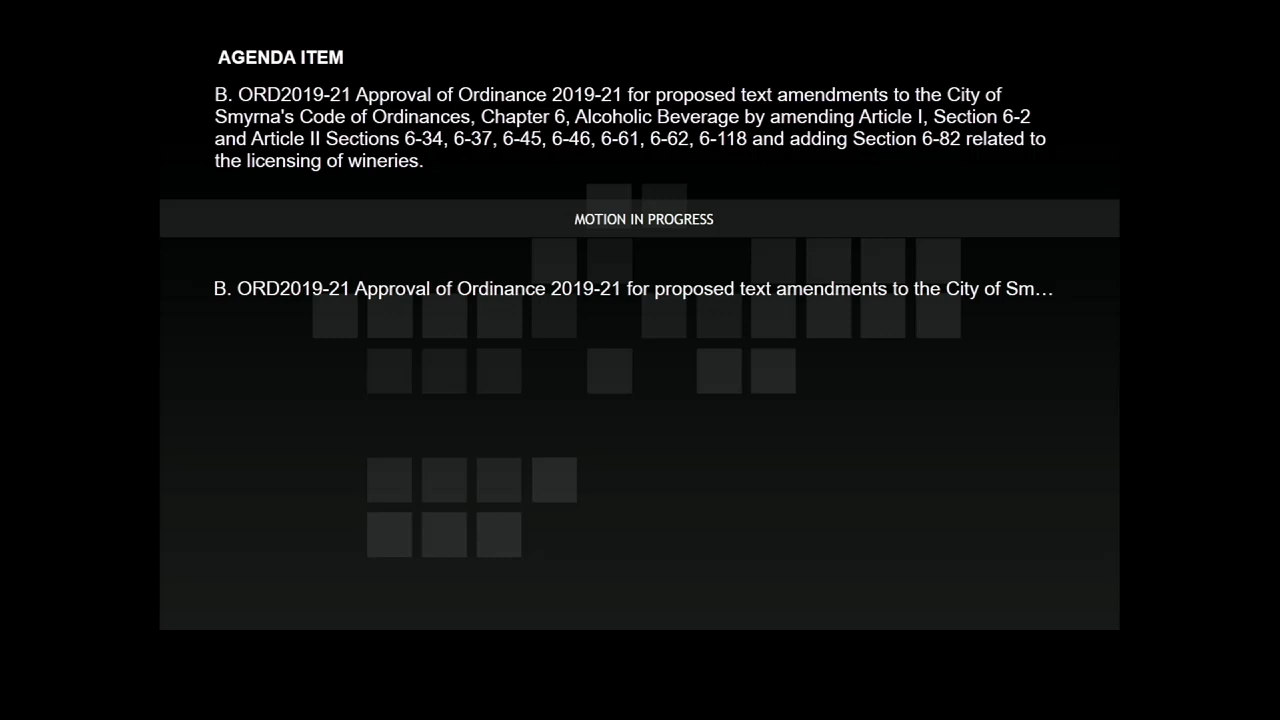 AGENDA ITEM
B. ORD2019-21 Approval of Ordinance 2019-21 for proposed text amendments to the City of
Smyrna's Code of Ordinances, Chapter 6, Alcoholic Beverage by amending Article I, Section 6-2
and Article II Sections 6-34, 6-37, 6-45, 6-46, 6-61, 6-62, 6-118 and adding Section 6-82 related to
the licensing of wineries.
MOTION IN PROGRESS
B. ORD2019-21 Approval of Ordinance 2019-21 for proposed text amendments to the City of Sm...